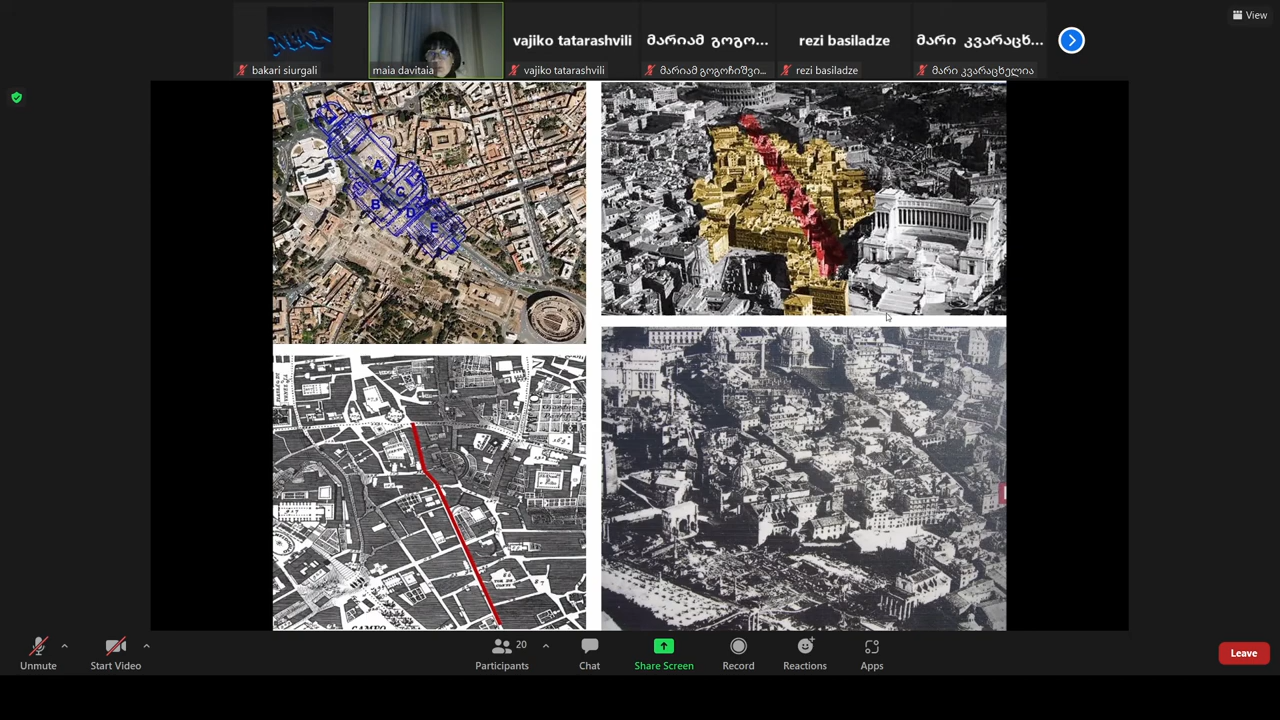 View
vajiko tatarashvili
მარიამ გოგო...
rezi basiladze
მარი კვარაცხ...
bakari siurgali
maia davitaia
vajiko tatarashvili
მარიამ გოგოჩიშვი...
rezi basiladze
მარი კვარაცხელია
A
C
B
D
E
CAMPO
20
Unmute
Start Video
Participants
Chat
Share Screen
Record
Reactions
Apps
Leave